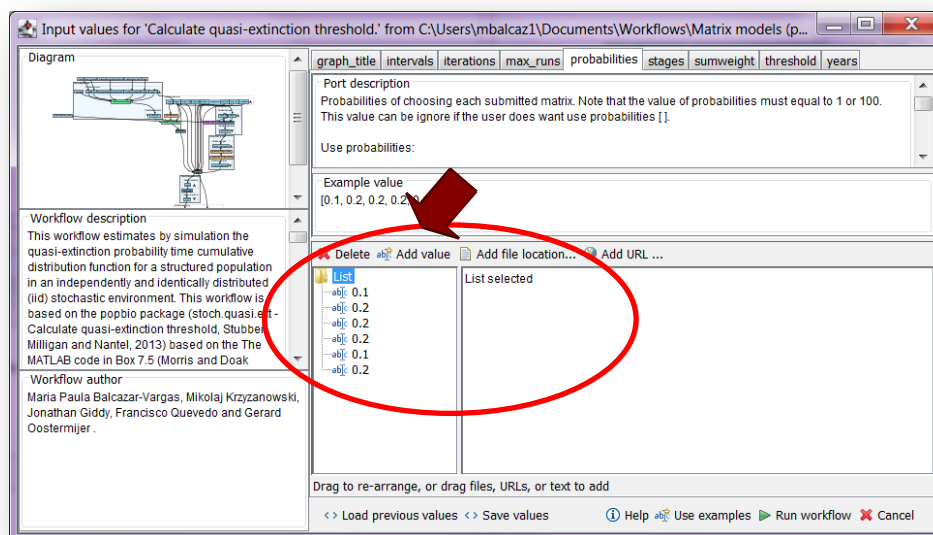 Input values for 'Calculate quasi-extinction threshold.' from C:\Users\mbalcaz1\Documents\Workflows\Matrix models (p...
Diagram
graph_title intervals iterations max_runs probabilities stages sumweight threshold years
Port description
Probabilities of choosing each submitted matrix. Note that the value of probabilities must equal to 1 or 100.
This value can be ignore if the user does want use probabilities [ ].
Use probabilities:
Example value
[0.1, 0.2, 0.2, 0.2,
Workflow description
This workflow estimates by simulation the
quasi-extinction probability time cumulative
distribution function for a structured population
in an independently and identically distributed
(iid) stochastic environment. This workflow is
based on the popbio package (stoch.quasi.ext -
Calculate quasi-extinction threshold, Stubben
Milligan and Nantel, 2013) based on the The
MATLAB code in Box 7.5 (Morris and Doak
Workflow author
Maria Paula Balcazar-Vargas, Mikolaj Krzyzanowski,
Jonathan Giddy, Francisco Quevedo and Gerard
Oostermijer .
Delete Add value Add file location... Add URL ...
List
0.1
0.2
0.2
0.2
0.1
0.2
List selected
Drag to re-arrange, or drag files, URLs, or text to add
Load previous values Save values Help Use examples Run workflow Cancel